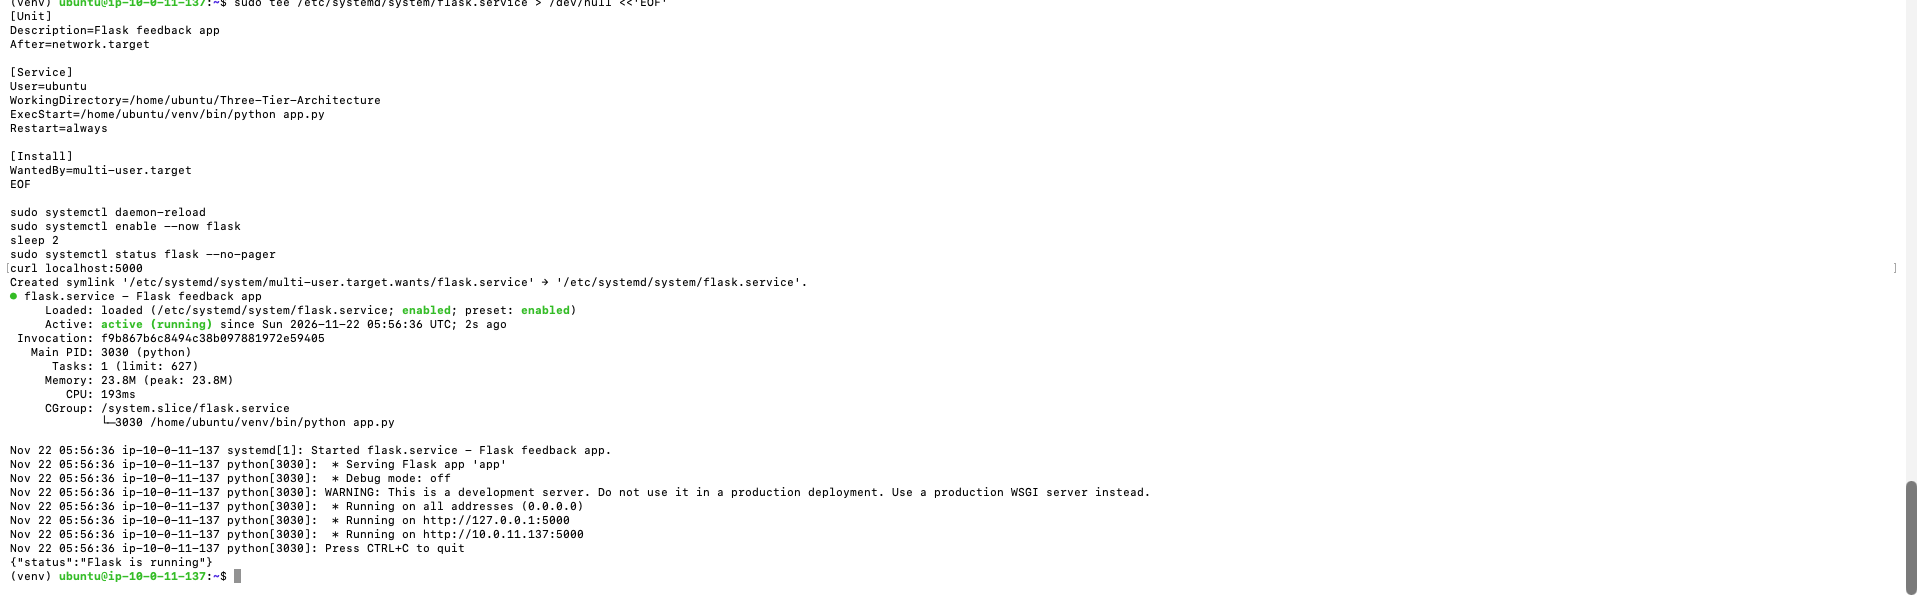 (venv) ubuntu@ip-10-0-11-137:~$ sudo tee /etc/systemd/system/flask.service > /dev/null <<'EOF'
[Unit]
Description=Flask feedback app
After=network.target

[Service]
User=ubuntu
WorkingDirectory=/home/ubuntu/Three-Tier-Architecture
ExecStart=/home/ubuntu/venv/bin/python app.py
Restart=always

[Install]
WantedBy=multi-user.target
EOF

sudo systemctl daemon-reload
sudo systemctl enable --now flask
sleep 2
sudo systemctl status flask --no-pager
[curl localhost:5000 ]
Created symlink '/etc/systemd/system/multi-user.target.wants/flask.service' → '/etc/systemd/system/flask.service'.
● flask.service - Flask feedback app
     Loaded: loaded (/etc/systemd/system/flask.service; enabled; preset: enabled)
     Active: active (running) since Sun 2026-11-22 05:56:36 UTC; 2s ago
 Invocation: f9b867b6c8494c38b097881972e59405
   Main PID: 3030 (python)
      Tasks: 1 (limit: 627)
     Memory: 23.8M (peak: 23.8M)
        CPU: 193ms
     CGroup: /system.slice/flask.service
             └─3030 /home/ubuntu/venv/bin/python app.py

Nov 22 05:56:36 ip-10-0-11-137 systemd[1]: Started flask.service - Flask feedback app.
Nov 22 05:56:36 ip-10-0-11-137 python[3030]:  * Serving Flask app 'app'
Nov 22 05:56:36 ip-10-0-11-137 python[3030]:  * Debug mode: off
Nov 22 05:56:36 ip-10-0-11-137 python[3030]: WARNING: This is a development server. Do not use it in a production deployment. Use a production WSGI server instead.
Nov 22 05:56:36 ip-10-0-11-137 python[3030]:  * Running on all addresses (0.0.0.0)
Nov 22 05:56:36 ip-10-0-11-137 python[3030]:  * Running on http://127.0.0.1:5000
Nov 22 05:56:36 ip-10-0-11-137 python[3030]:  * Running on http://10.0.11.137:5000
Nov 22 05:56:36 ip-10-0-11-137 python[3030]: Press CTRL+C to quit
{"status":"Flask is running"}
(venv) ubuntu@ip-10-0-11-137:~$